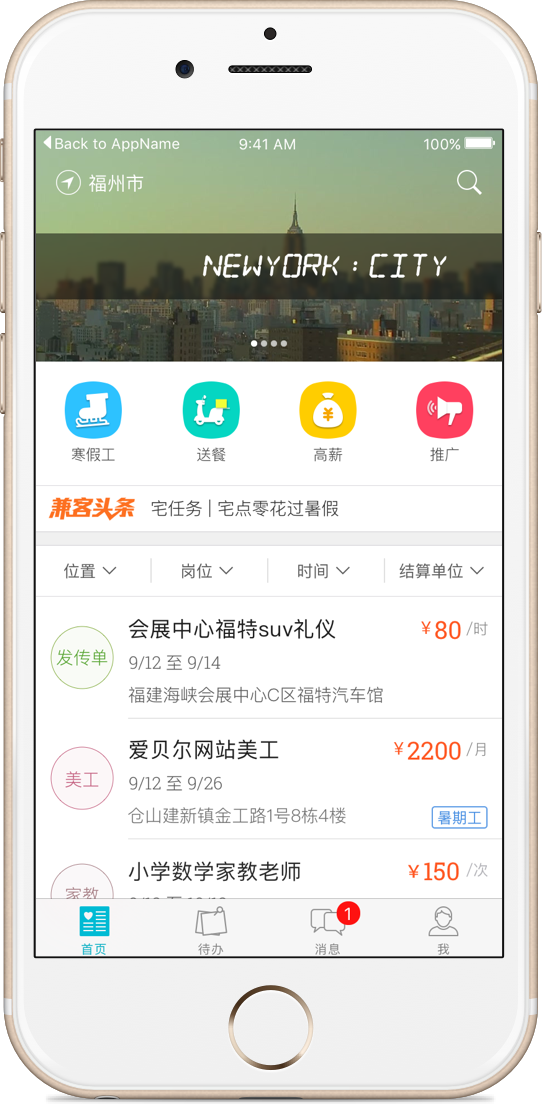 Back to AppName 9:41 AM 100%
福州市
NEWYORK : CITY
寒假工 送餐 高薪 推广
兼客头条 宅任务 | 宅点零花过暑假
位置 岗位 时间 结算单位
发传单
会展中心福特suv礼仪 ¥80 /时
9/12 至 9/14
福建海峡会展中心C区福特汽车馆
美工
爱贝尔网站美工 ¥2200 /月
9/12 至 9/26
仓山建新镇金工路1号8栋4楼 暑期工
家教
小学数学家教老师 ¥150 /次
首页 待办 消息 1 我